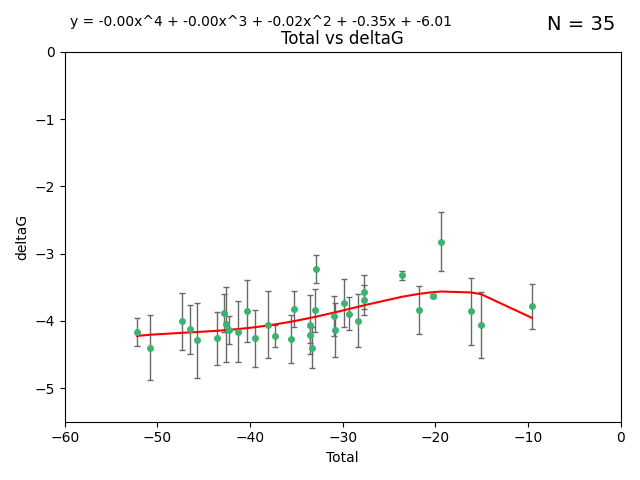 y = -0.00x^4 + -0.00x^3 + -0.02x^2 + -0.35x + -6.01
N = 35
Total vs deltaG
0
−1
−2
−3
−4
−5
deltaG
−60 −50 −40 −30 −20 −10 0
Total